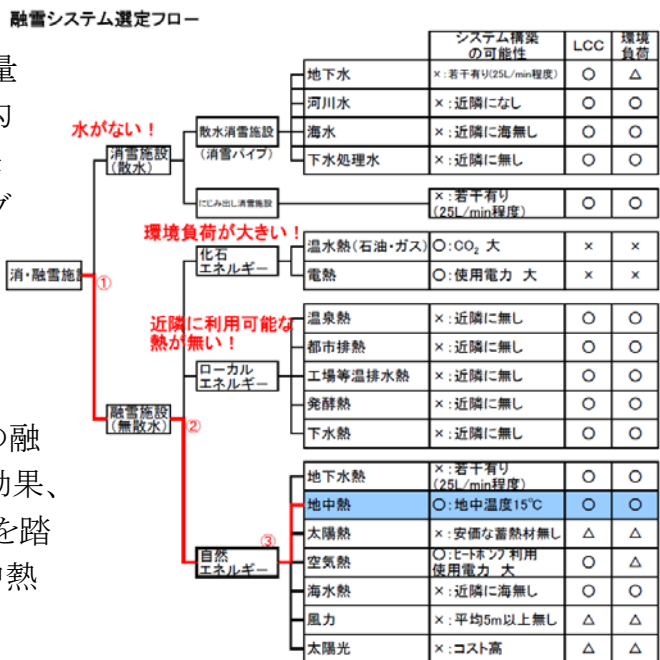 融雪システム選定フロー
量
水がない！
環境負荷が大きい！
近隣に利用可能な
熱が無い！
の融
効果、
を踏
中熱
システム構築
の可能性
LCC
環境
負荷
消・融雪施設
①
②
③
消雪施設
(散水)
融雪施設
(無散水)
散水消雪施設
(消雪パイプ)
にじみ出し消雪施設
化石
エネルギー
ローカル
エネルギー
自然
エネルギー
地下水 ×：若干有り(25L/min程度) ○ △
河川水 ×：近隣になし ○ ○
海水 ×：近隣に海無し ○ ○
下水処理水 ×：近隣に無し ○ ○
×：若干有り
(25L/min程度) ○ ○
温水熱(石油・ガス) ○：CO₂ 大 × ×
電熱 ○：使用電力 大 × ×
温泉熱 ×：近隣に無し ○ ○
都市排熱 ×：近隣に無し ○ ○
工場等温排水熱 ×：近隣に無し ○ ○
発酵熱 ×：近隣に無し ○ ○
下水熱 ×：近隣に無し ○ ○
地下水熱 ×：若干有り
(25L/min程度) ○ ○
地中熱 ○：地中温度15℃ ○ ○
太陽熱 ×：安価な蓄熱材無し △ △
空気熱 ○：ヒートポンプ利用
使用電力 大 ○ △
海水熱 ×：近隣に海無し ○ ○
風力 ×：平均5m以上無し △ △
太陽光 ×：コスト高 △ △